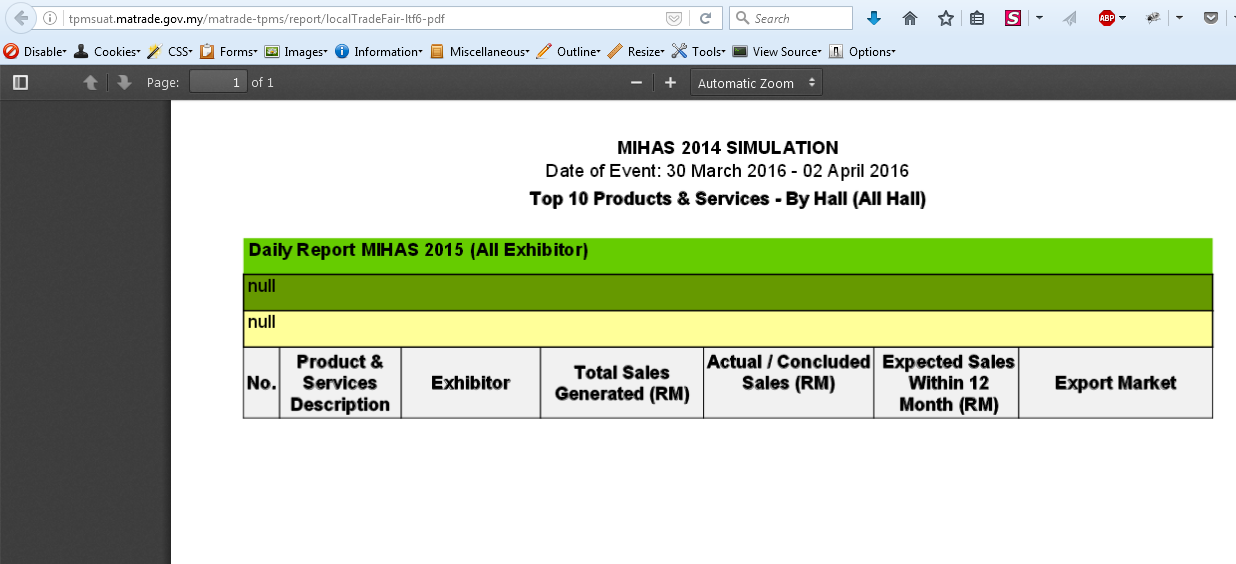 tpmsuat.matrade.gov.my/matrade-tpms/report/localTradeFair-ltf6-pdf
Search
S
ABP
Disable
Cookies
CSS
Forms
Images
Information
Miscellaneous
Outline
Resize
Tools
View Source
Options
Page: 1 of 1
Automatic Zoom
MIHAS 2014 SIMULATION
Date of Event: 30 March 2016 - 02 April 2016
Top 10 Products & Services - By Hall (All Hall)
Daily Report MIHAS 2015 (All Exhibitor)
null
null
No.
Product &
Services
Description
Exhibitor
Total Sales
Generated (RM)
Actual / Concluded
Sales (RM)
Expected Sales
Within 12
Month (RM)
Export Market